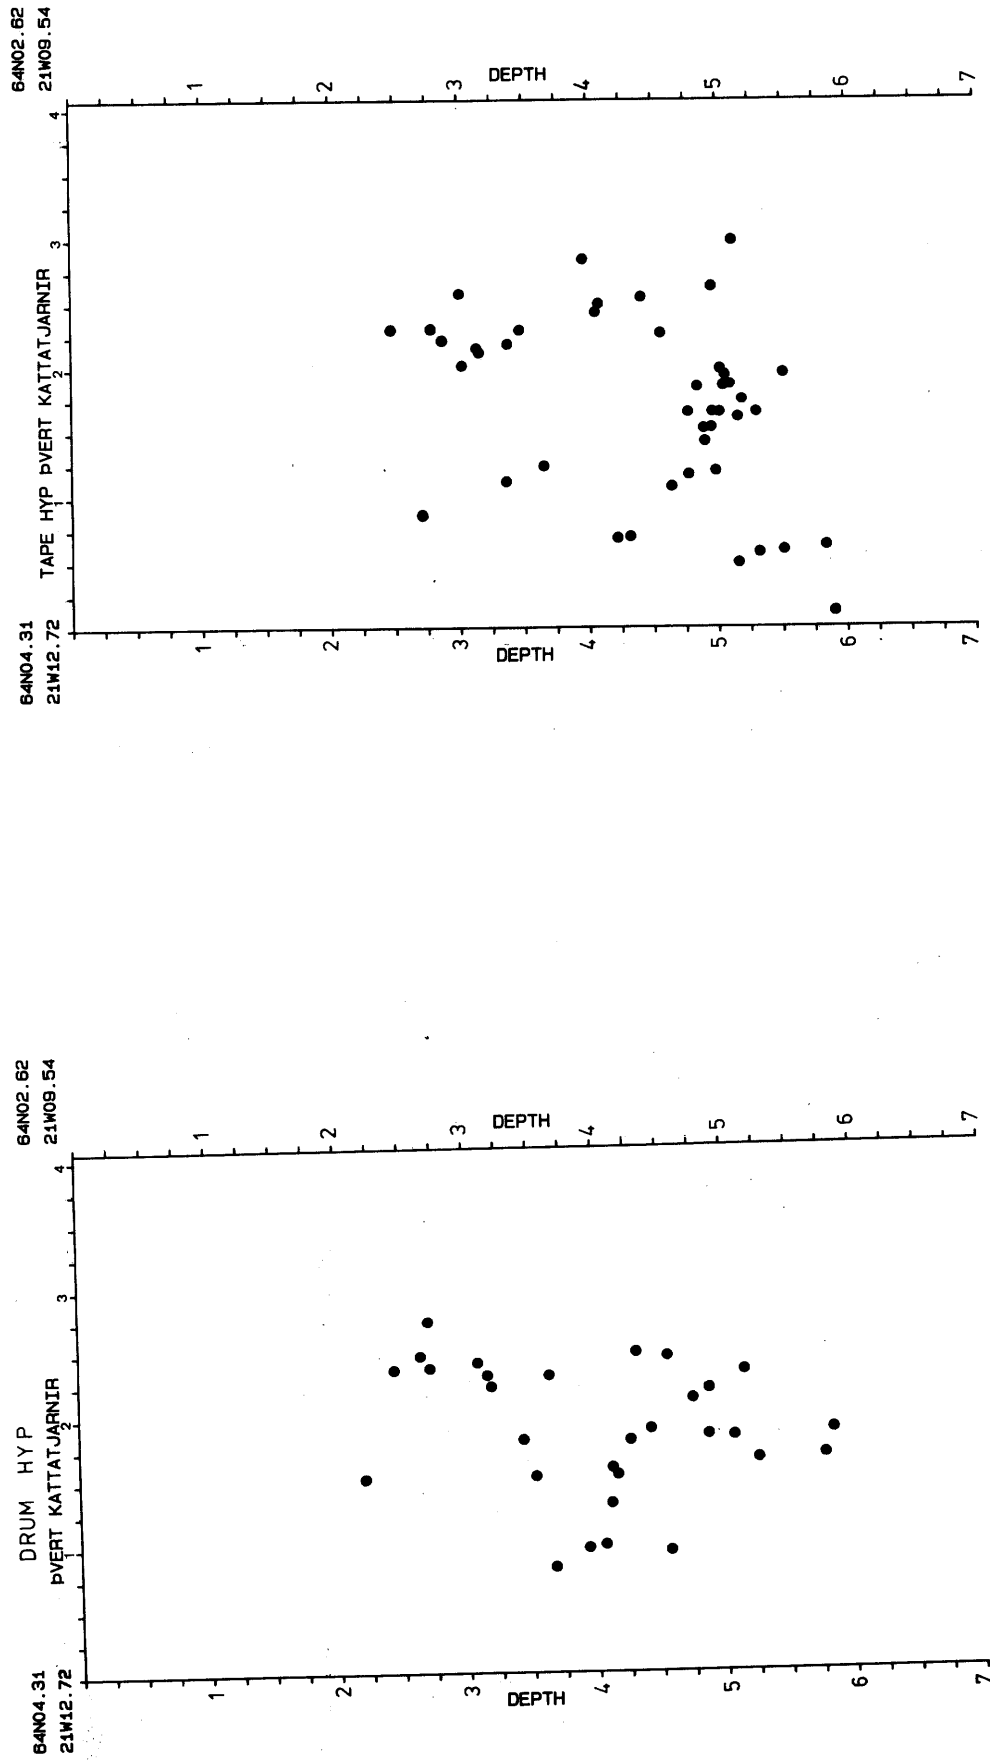 64N04.31
21W12.72
TAPE HYP ÞVERT KATTATJARNIR
64N02.62
21W09.54
1 2 3 4
DEPTH
1 2 3 4 5 6 7
DEPTH
1 2 3 4 5 6 7
64N04.31
21W12.72
DRUM HYP
ÞVERT KATTATJARNIR
64N02.62
21W09.54
1 2 3 4
DEPTH
1 2 3 4 5 6 7
DEPTH
1 2 3 4 5 6 7